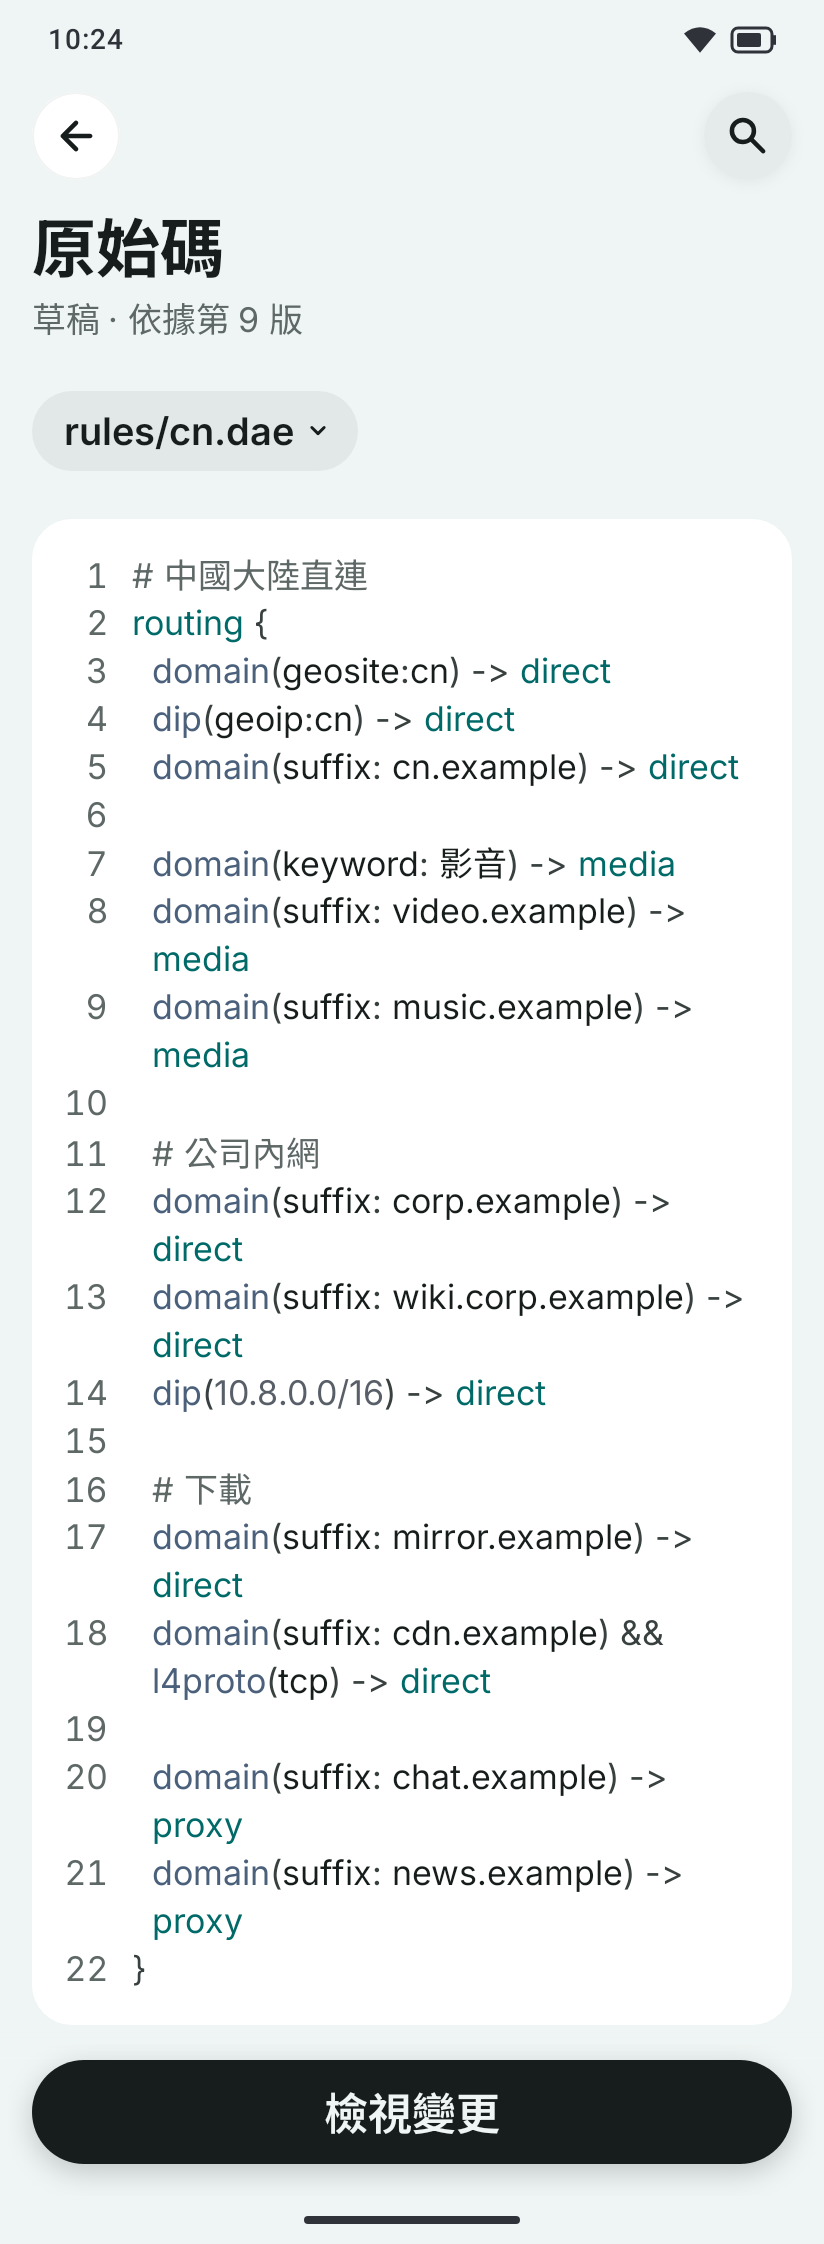 10:24
原始碼
草稿 · 依據第 9 版
rules/cn.dae
1 # 中國大陸直連
2 routing {
3 domain(geosite:cn) -> direct
4 dip(geoip:cn) -> direct
5 domain(suffix: cn.example) -> direct
6
7 domain(keyword: 影音) -> media
8 domain(suffix: video.example) ->
media
9 domain(suffix: music.example) ->
media
10
11 # 公司內網
12 domain(suffix: corp.example) ->
direct
13 domain(suffix: wiki.corp.example) ->
direct
14 dip(10.8.0.0/16) -> direct
15
16 # 下載
17 domain(suffix: mirror.example) ->
direct
18 domain(suffix: cdn.example) &&
l4proto(tcp) -> direct
19
20 domain(suffix: chat.example) ->
proxy
21 domain(suffix: news.example) ->
proxy
22 }
檢視變更